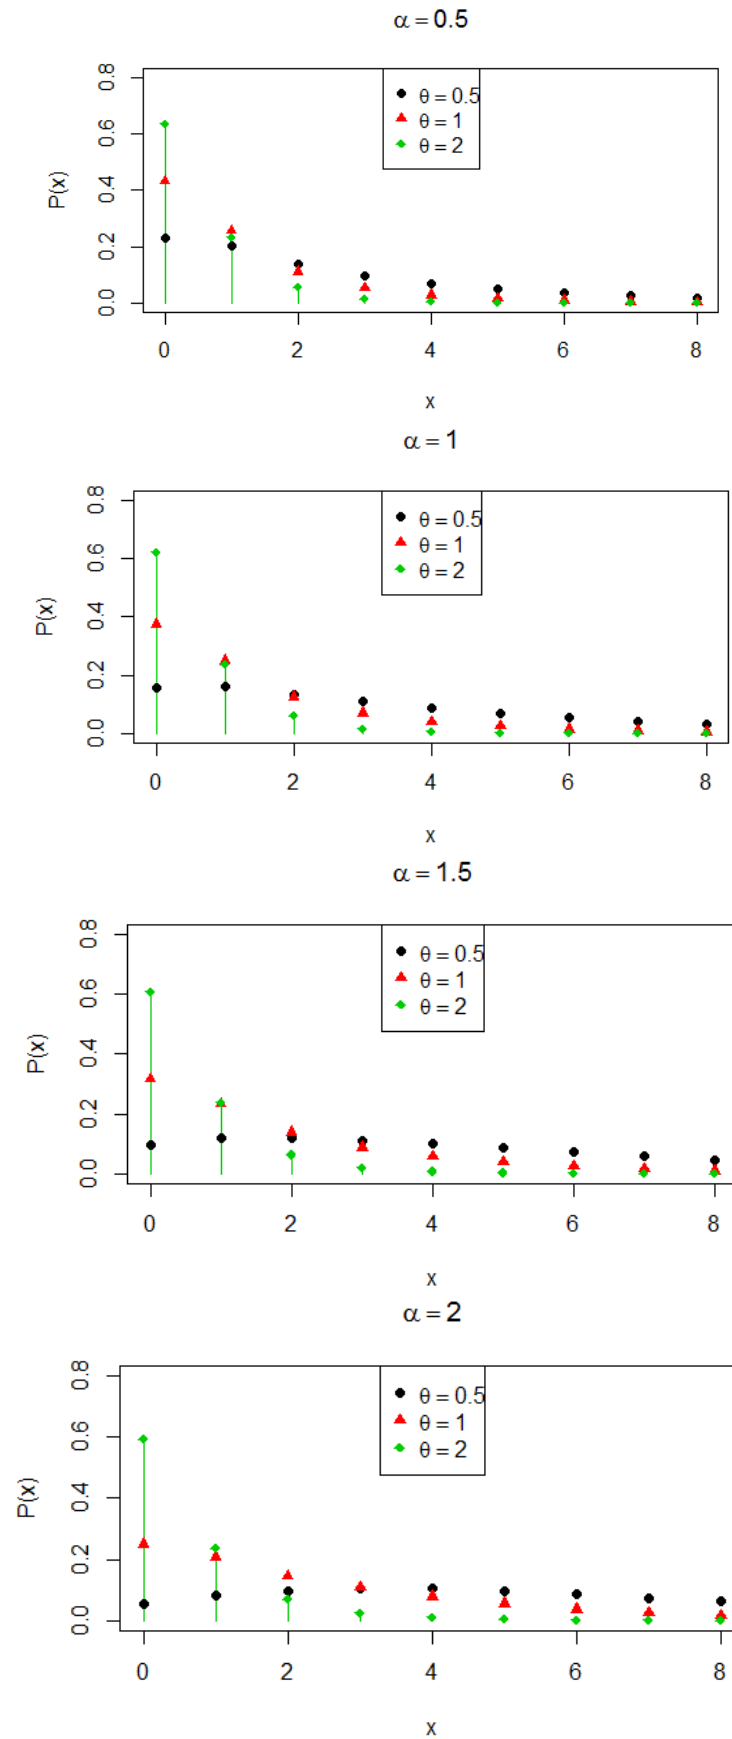 α = 0.5
P(x)
0.8
0.6
0.4
0.2
0.0
θ = 0.5
θ = 1
θ = 2
0 2 4 6 8
x
α = 1
P(x)
0.8
0.6
0.4
0.2
0.0
θ = 0.5
θ = 1
θ = 2
0 2 4 6 8
x
α = 1.5
P(x)
0.8
0.6
0.4
0.2
0.0
θ = 0.5
θ = 1
θ = 2
0 2 4 6 8
x
α = 2
P(x)
0.8
0.6
0.4
0.2
0.0
θ = 0.5
θ = 1
θ = 2
0 2 4 6 8
x